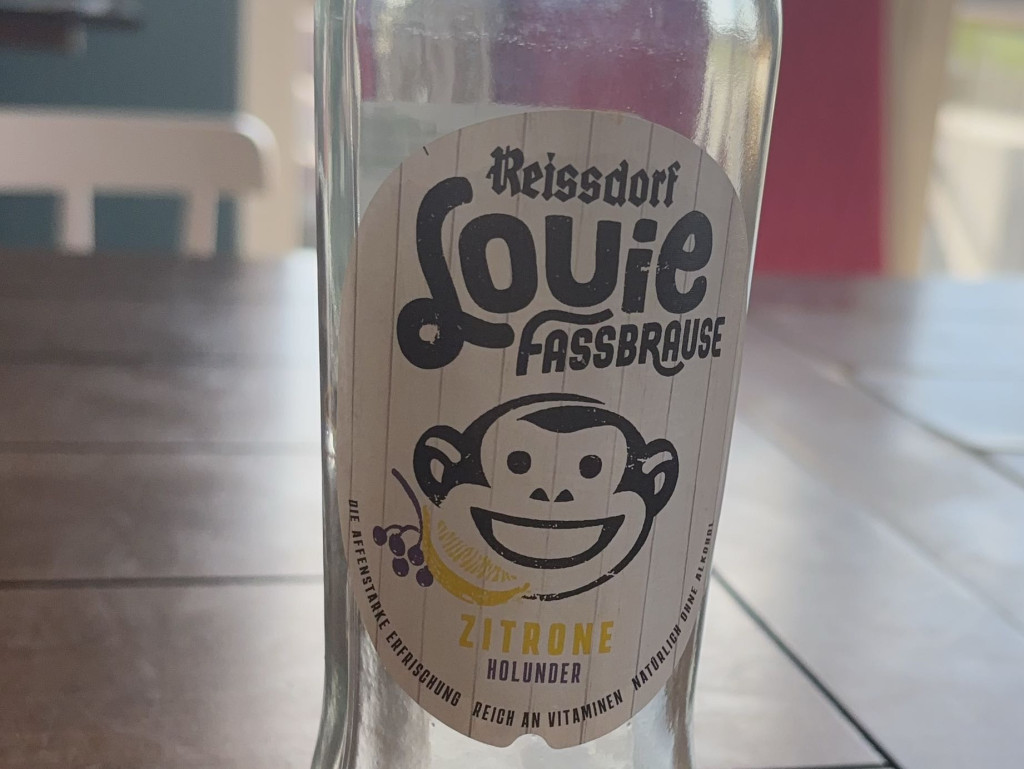 Reissdorf
Louie
FASSBRAUSE
ZITRONE
HOLUNDER
DIE AFFENSTARKE ERFRISCHUNG REICH AN VITAMINEN NATÜRLICH OHNE ALKOHOL